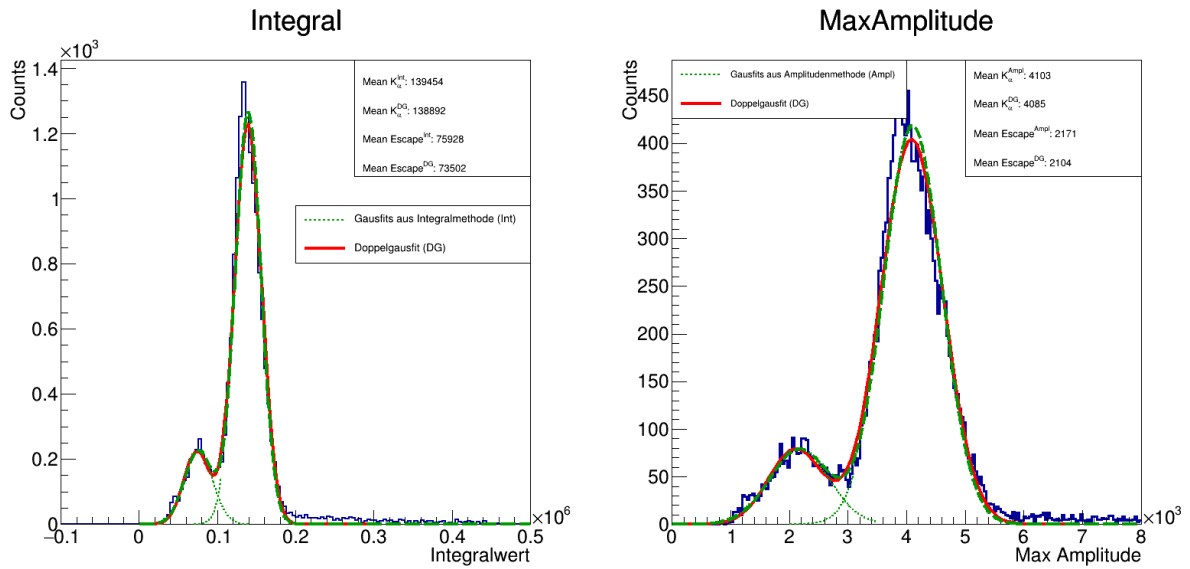 Integral
×10³
Counts
1.4
1.2
1
0.8
0.6
0.4
0.2
0
−0.1
0
0.1
0.2
0.3
0.4
0.5
×10⁶
Integralwert
Mean K_α^Int: 139454
Mean K_α^DG: 138892
Mean Escape^Int: 75928
Mean Escape^DG: 73502
Gausfits aus Integralmethode (Int)
Doppelgausfit (DG)
MaxAmplitude
Counts
450
400
350
300
250
200
150
100
50
0
0
1
2
3
4
5
6
7
8
×10³
Max Amplitude
Gausfits aus Amplitudenmethode (Ampl)
Doppelgausfit (DG)
Mean K_α^Ampl: 4103
Mean K_α^DG: 4085
Mean Escape^Ampl: 2171
Mean Escape^DG: 2104